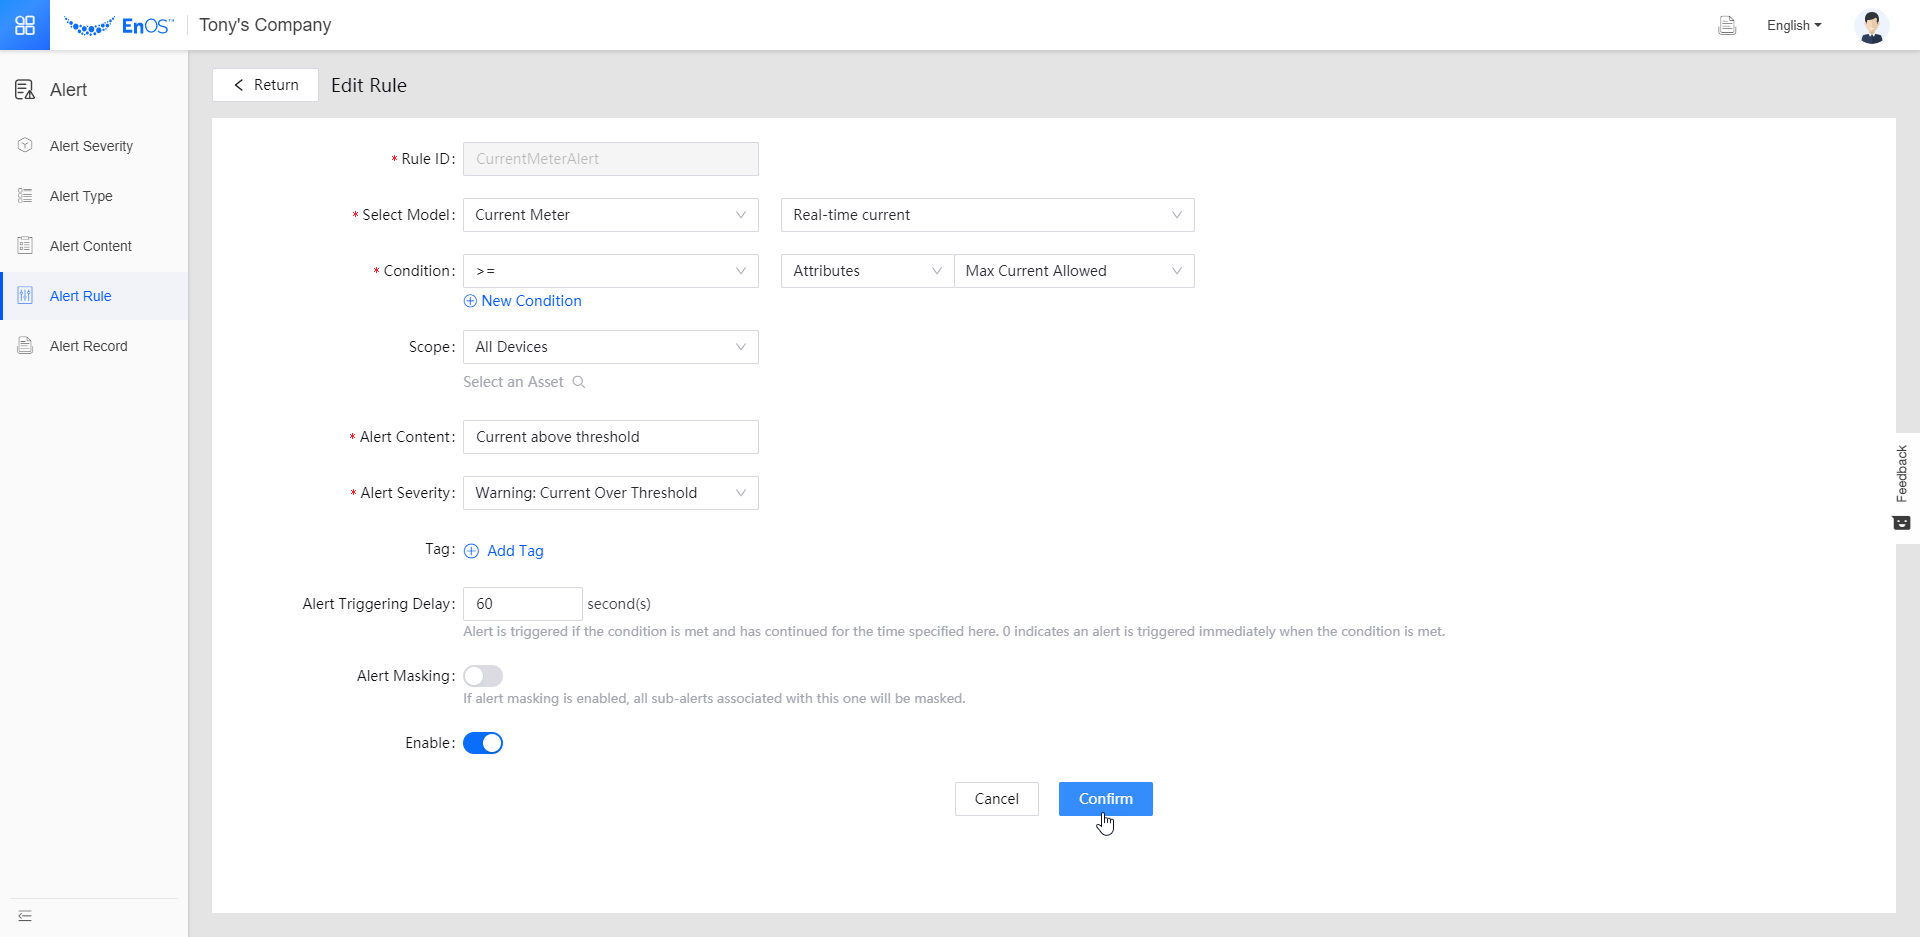 EnOS™ Tony's Company English
Alert
Alert Severity
Alert Type
Alert Content
Alert Rule
Alert Record
Return Edit Rule
* Rule ID: CurrentMeterAlert
* Select Model: Current Meter Real-time current
* Condition: >= Attributes Max Current Allowed
New Condition
Scope: All Devices
Select an Asset
* Alert Content: Current above threshold
* Alert Severity: Warning: Current Over Threshold
Tag: Add Tag
Alert Triggering Delay: 60 second(s)
Alert is triggered if the condition is met and has continued for the time specified here. 0 indicates an alert is triggered immediately when the condition is met.
Alert Masking:
If alert masking is enabled, all sub-alerts associated with this one will be masked.
Enable:
Cancel Confirm
Feedback